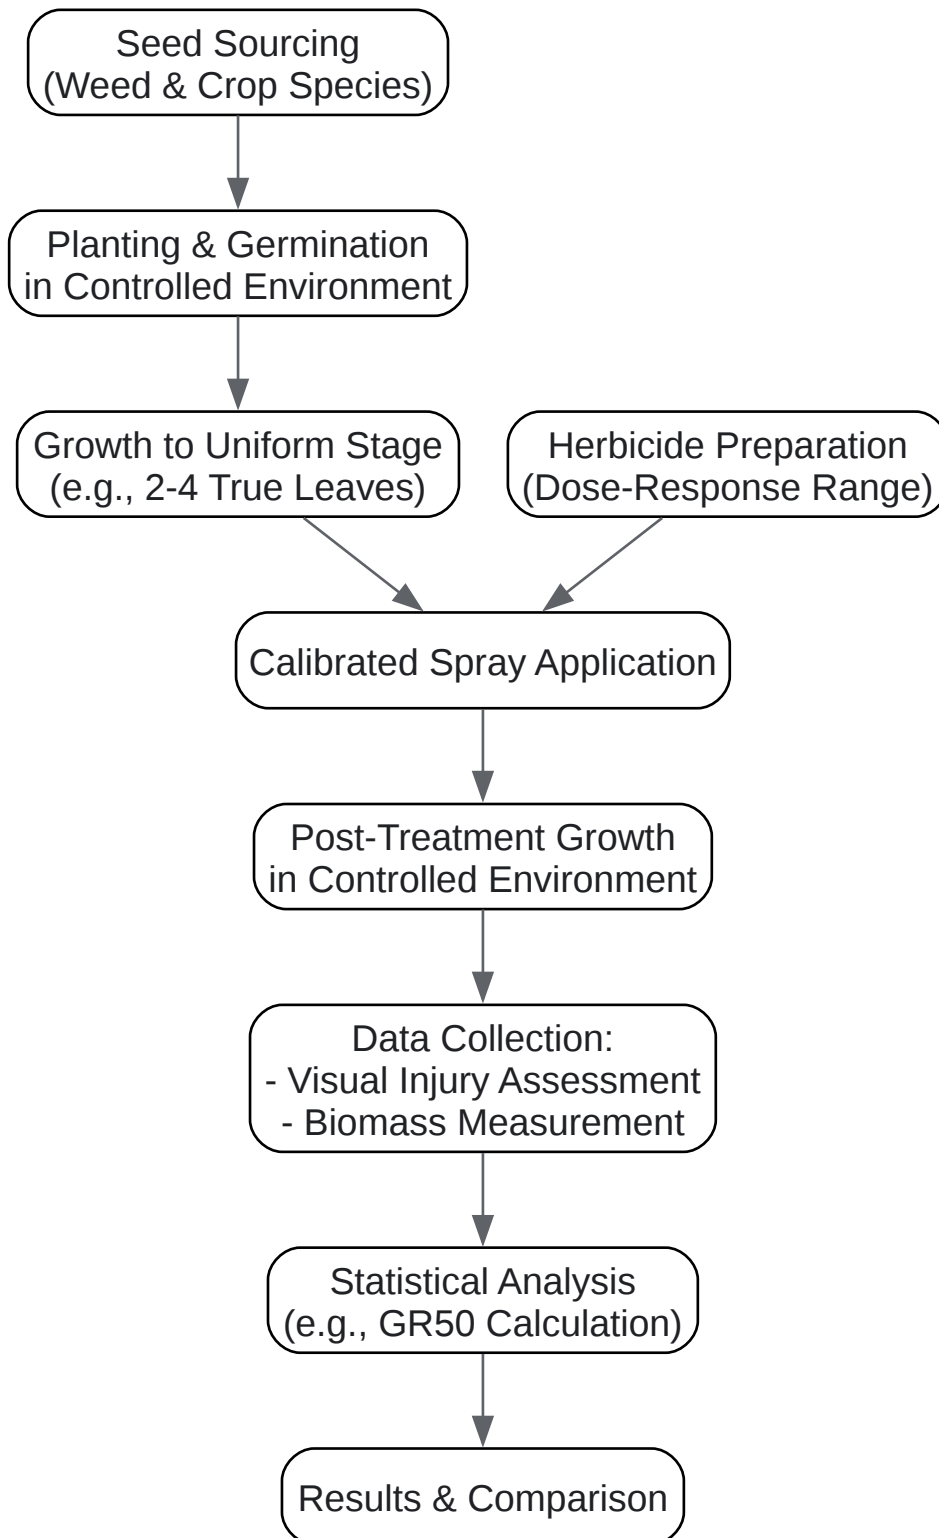 Seed Sourcing
(Weed & Crop Species)
Planting & Germination
in Controlled Environment
Growth to Uniform Stage
(e.g., 2-4 True Leaves)
Herbicide Preparation
(Dose-Response Range)
Calibrated Spray Application
Post-Treatment Growth
in Controlled Environment
Data Collection:
- Visual Injury Assessment
- Biomass Measurement
Statistical Analysis
(e.g., GR50 Calculation)
Results & Comparison